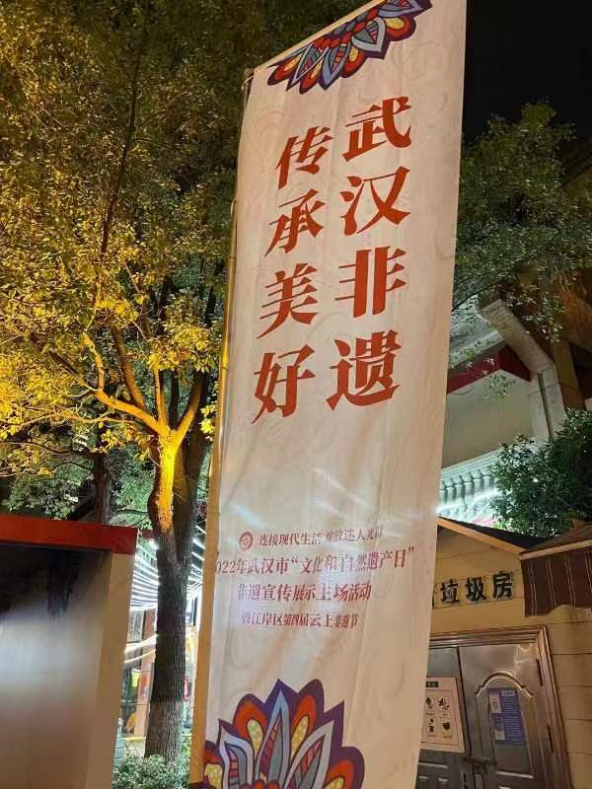 武汉非遗
传承美好
连接现代生活 绽放迷人光彩
2022年武汉市“文化和自然遗产日”
非遗宣传展示主场活动
暨江岸区第四届云上非遗节
垃圾房